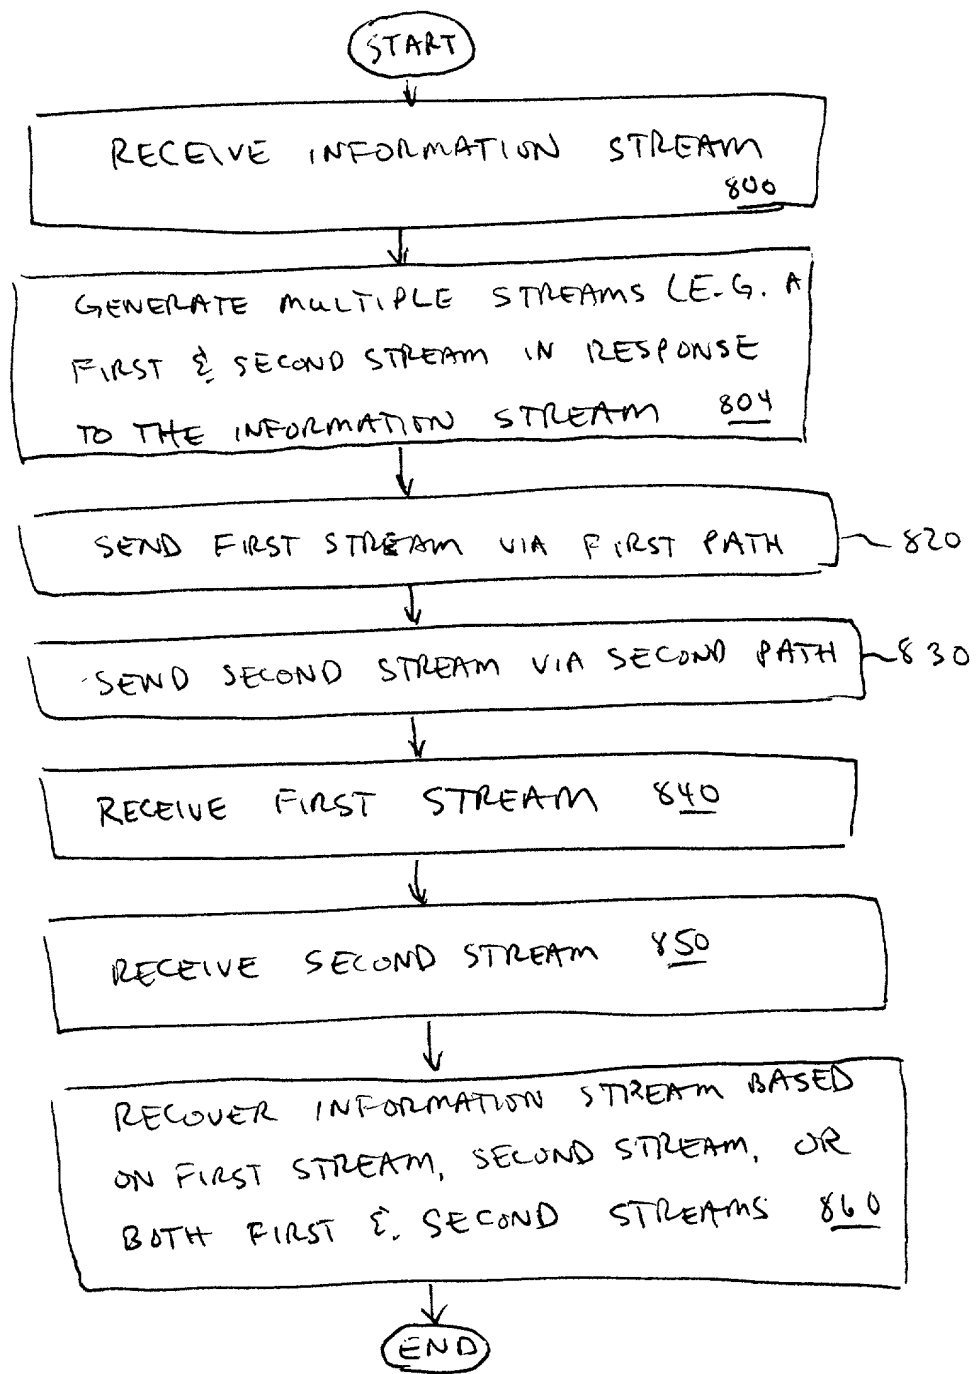 START
RECEIVE INFORMATION STREAM
800
GENERATE MULTIPLE STREAMS (E.G. A
FIRST & SECOND STREAM IN RESPONSE
TO THE INFORMATION STREAM 804
SEND FIRST STREAM VIA FIRST PATH 820
SEND SECOND STREAM VIA SECOND PATH 830
RECEIVE FIRST STREAM 840
RECEIVE SECOND STREAM 850
RECOVER INFORMATION STREAM BASED
ON FIRST STREAM, SECOND STREAM, OR
BOTH FIRST & SECOND STREAMS 860
END